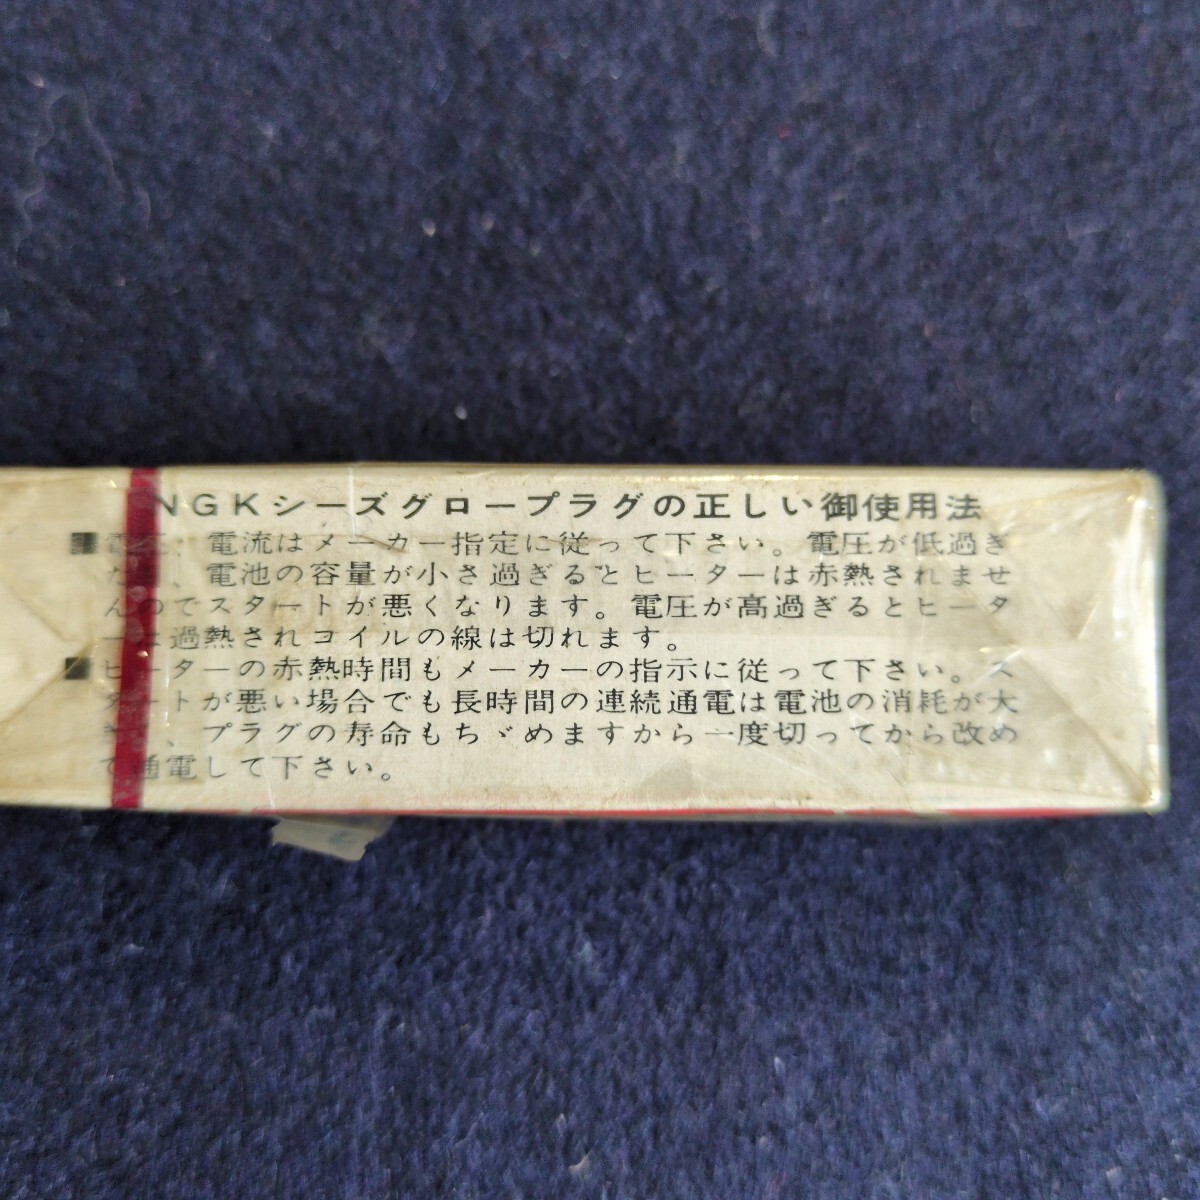 NGKシーズグロープラグの正しい御使用法
■電圧、電流はメーカー指定に従って下さい。電圧が低過ぎ
、電池の容量が小さ過ぎるとヒーターは赤熱されませ
んのでスタートが悪くなります。電圧が高過ぎるとヒータ
ーは過熱されコイルの線は切れます。
■ヒーターの赤熱時間もメーカーの指示に従って下さい。ス
タートが悪い場合でも長時間の連続通電は電池の消耗が大
、プラグの寿命もちゞめますから一度切ってから改め
て通電して下さい。